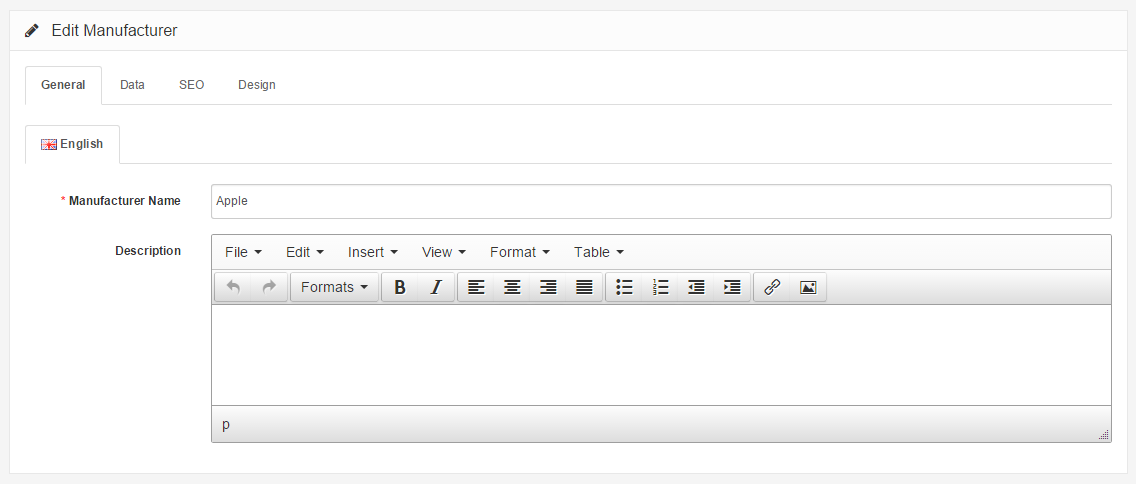 Edit Manufacturer
General Data SEO Design
English
* Manufacturer Name Apple
Description File Edit Insert View Format Table
Formats B I
p